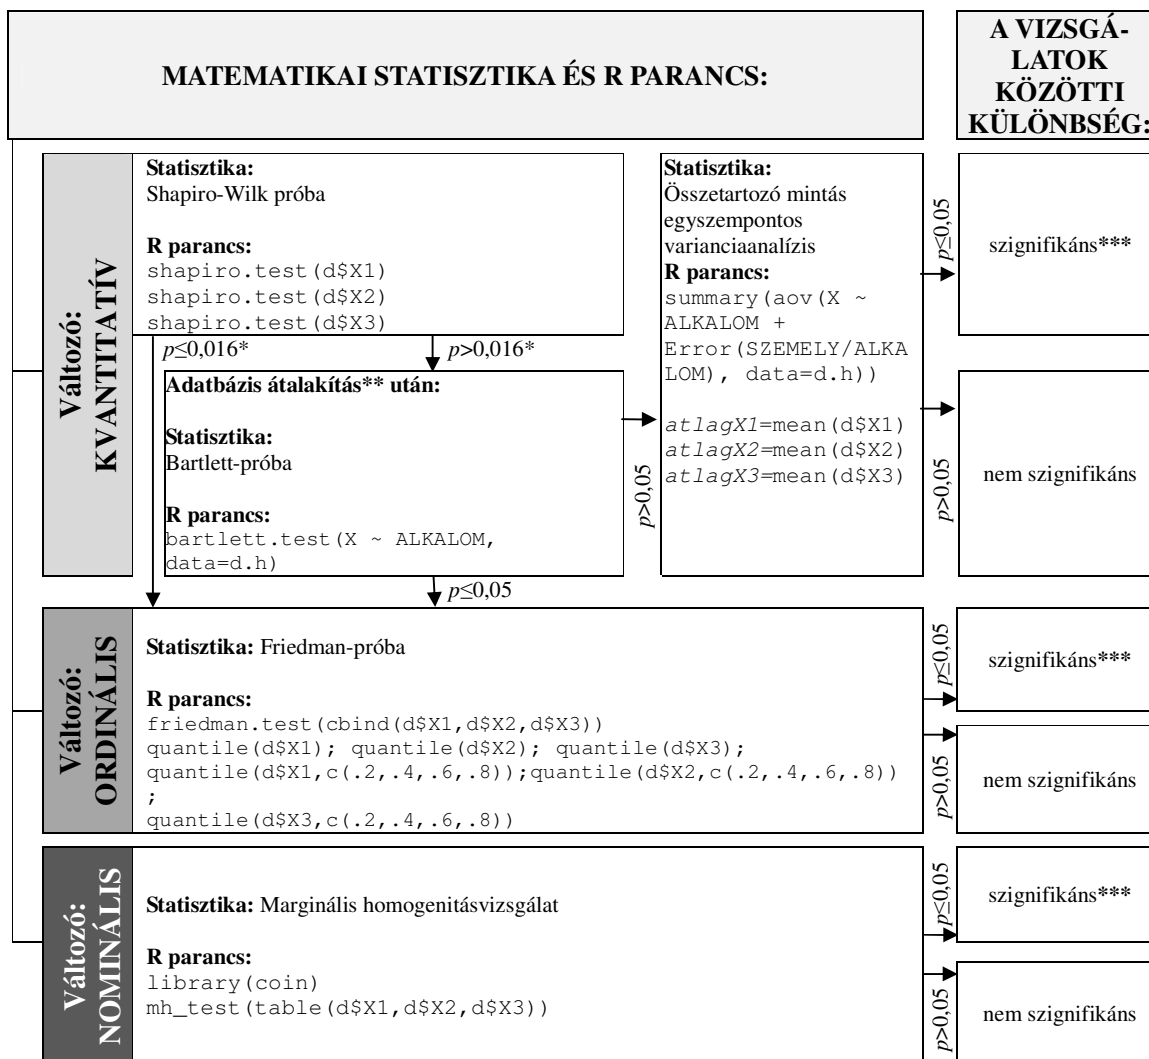 MATEMATIKAI STATISZTIKA ÉS R PARANCS:
A VIZSGÁ-
LATOK
KÖZÖTTI
KÜLÖNBSÉG:
Változó:
KVANTITATÍV
Statisztika:
Shapiro-Wilk próba
R parancs:
shapiro.test(d$X1)
shapiro.test(d$X2)
shapiro.test(d$X3)
p≤0,016*
p>0,016*
Adatbázis átalakítás** után:
Statisztika:
Bartlett-próba
R parancs:
bartlett.test(X ~ ALKALOM,
data=d.h)
p>0,05
p≤0,05
Statisztika:
Összetartozó mintás
egyszempontos
varianciaanalízis
R parancs:
summary(aov(X ~
ALKALOM +
Error(SZEMELY/ALKA
LOM), data=d.h))
atlagX1=mean(d$X1)
atlagX2=mean(d$X2)
atlagX3=mean(d$X3)
p≤0,05
szignifikáns***
p>0,05
nem szignifikáns
Változó:
ORDINÁLIS
Statisztika: Friedman-próba
R parancs:
friedman.test(cbind(d$X1,d$X2,d$X3))
quantile(d$X1); quantile(d$X2); quantile(d$X3);
quantile(d$X1,c(.2,.4,.6,.8));quantile(d$X2,c(.2,.4,.6,.8))
;
quantile(d$X3,c(.2,.4,.6,.8))
p≤0,05
szignifikáns***
p>0,05
nem szignifikáns
Változó:
NOMINÁLIS
Statisztika: Marginális homogenitásvizsgálat
R parancs:
library(coin)
mh_test(table(d$X1,d$X2,d$X3))
p≤0,05
szignifikáns***
p>0,05
nem szignifikáns